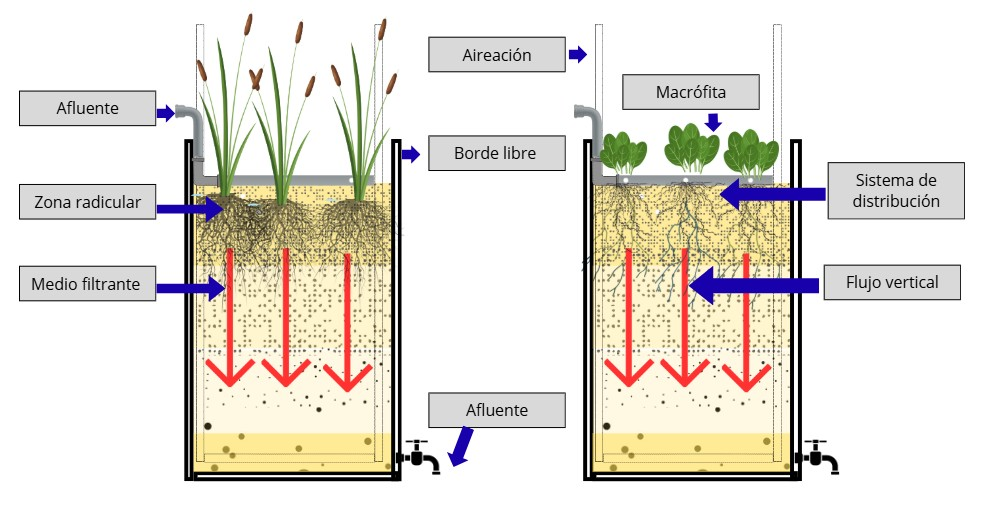 Afluente
Zona radicular
Medio filtrante
Aireación
Borde libre
Afluente
Macrófita
Sistema de
distribución
Flujo vertical